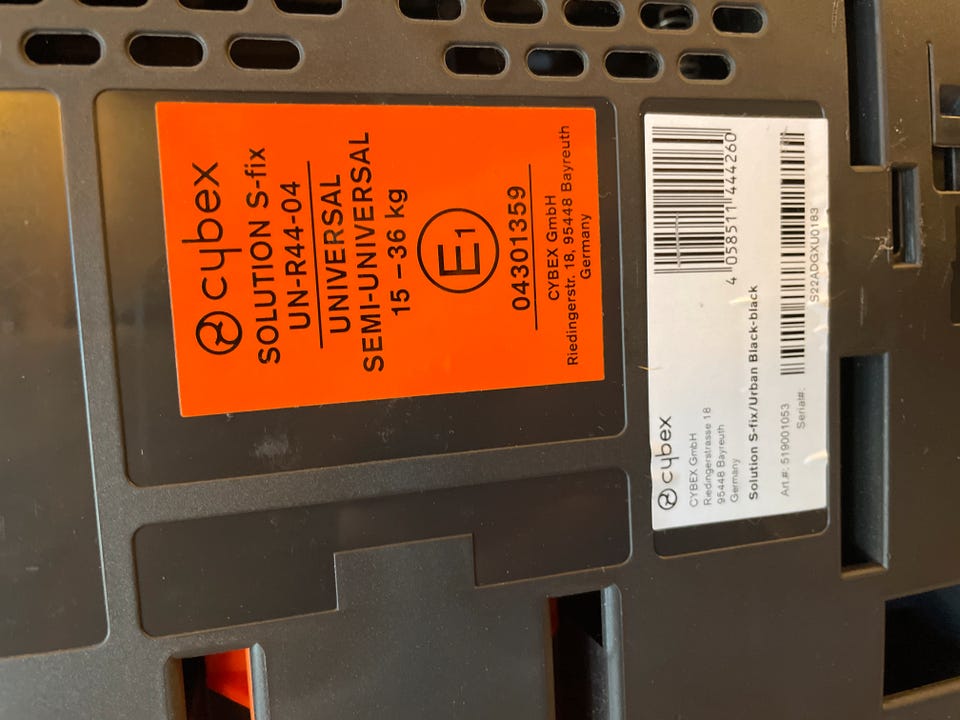 cybex
SOLUTION S-fix
UN-R44-04
UNIVERSAL
SEMI-UNIVERSAL
15 – 36 kg
E1
04301359
CYBEX GmbH
Riedingerstr. 18, 95448 Bayreuth
Germany
cybex
CYBEX GmbH
Riedingerstrasse 18
95448 Bayreuth
Germany
4 058511 444260
Solution S-fix/Urban Black-black
Art.#: 519001053
Serial#:
S22ADGXU0183